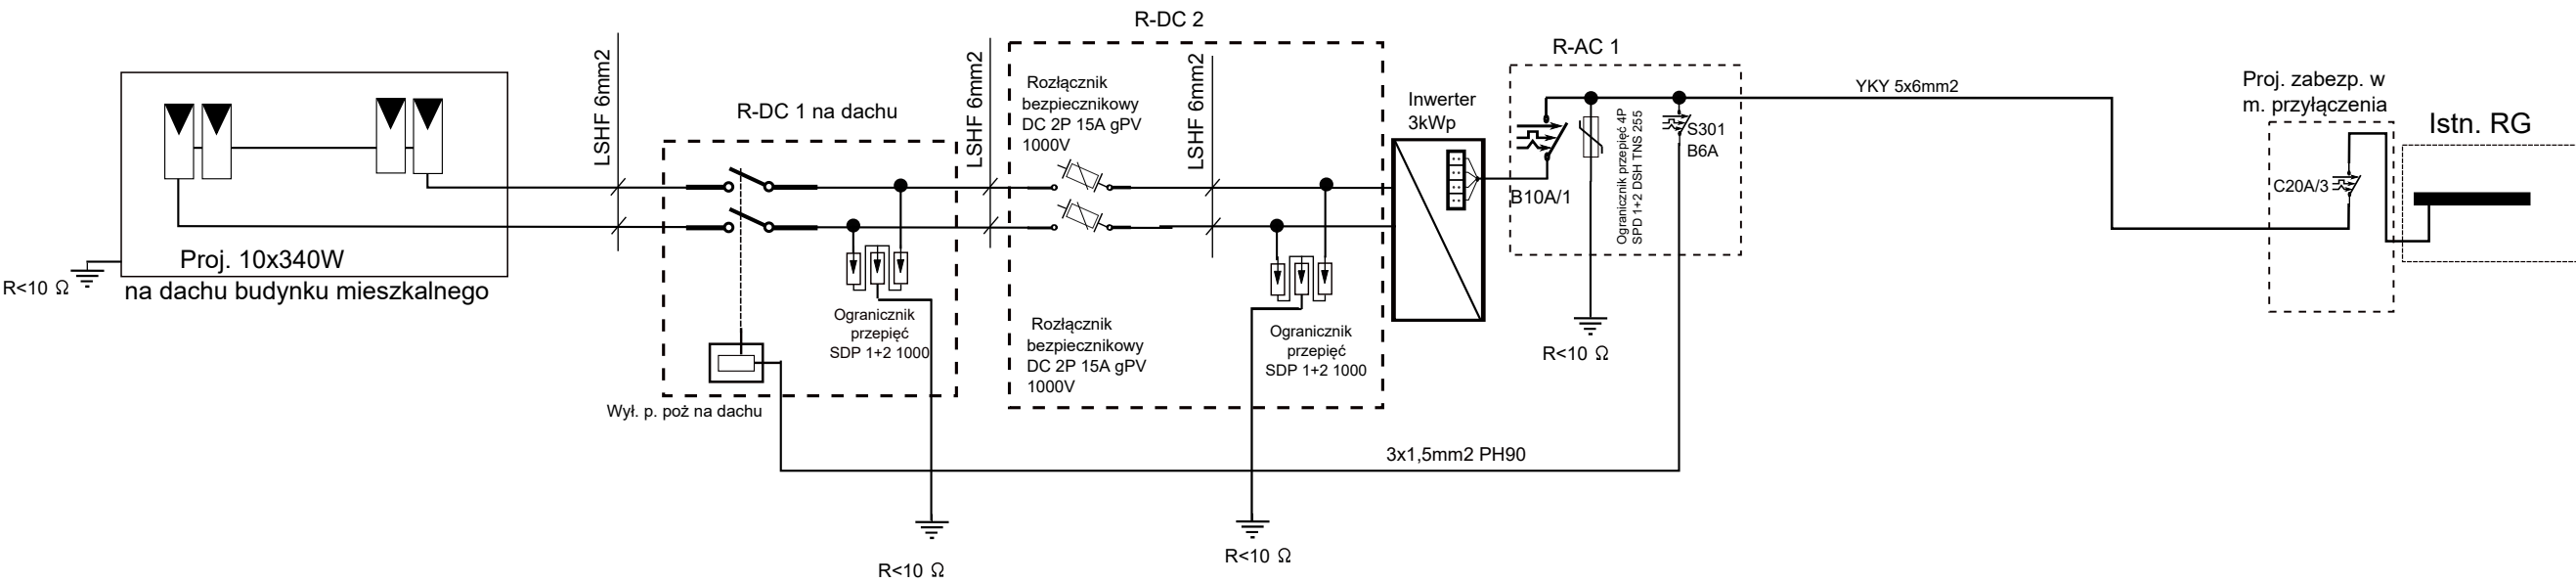 R-DC 2
R-AC 1
LSHF 6mm2
LSHF 6mm2
LSHF 6mm2
Rozłącznik
bezpiecznikowy
DC 2P 15A gPV
1000V
Inwerter
3kWp
YKY 5x6mm2
Proj. zabezp. w
m. przyłączenia
Istn. RG
R-DC 1 na dachu
Ogranicznik przepięć 4P
SPD 1+2 DSH TNS 255
S301
B6A
B10A/1
C20A/3
Proj. 10x340W
na dachu budynku mieszkalnego
R<10 Ω
Ogranicznik
przepięć
SDP 1+2 1000
Rozłącznik
bezpiecznikowy
DC 2P 15A gPV
1000V
Ogranicznik
przepięć
SDP 1+2 1000
R<10 Ω
Wył. p. poż na dachu
3x1,5mm2 PH90
R<10 Ω
R<10 Ω